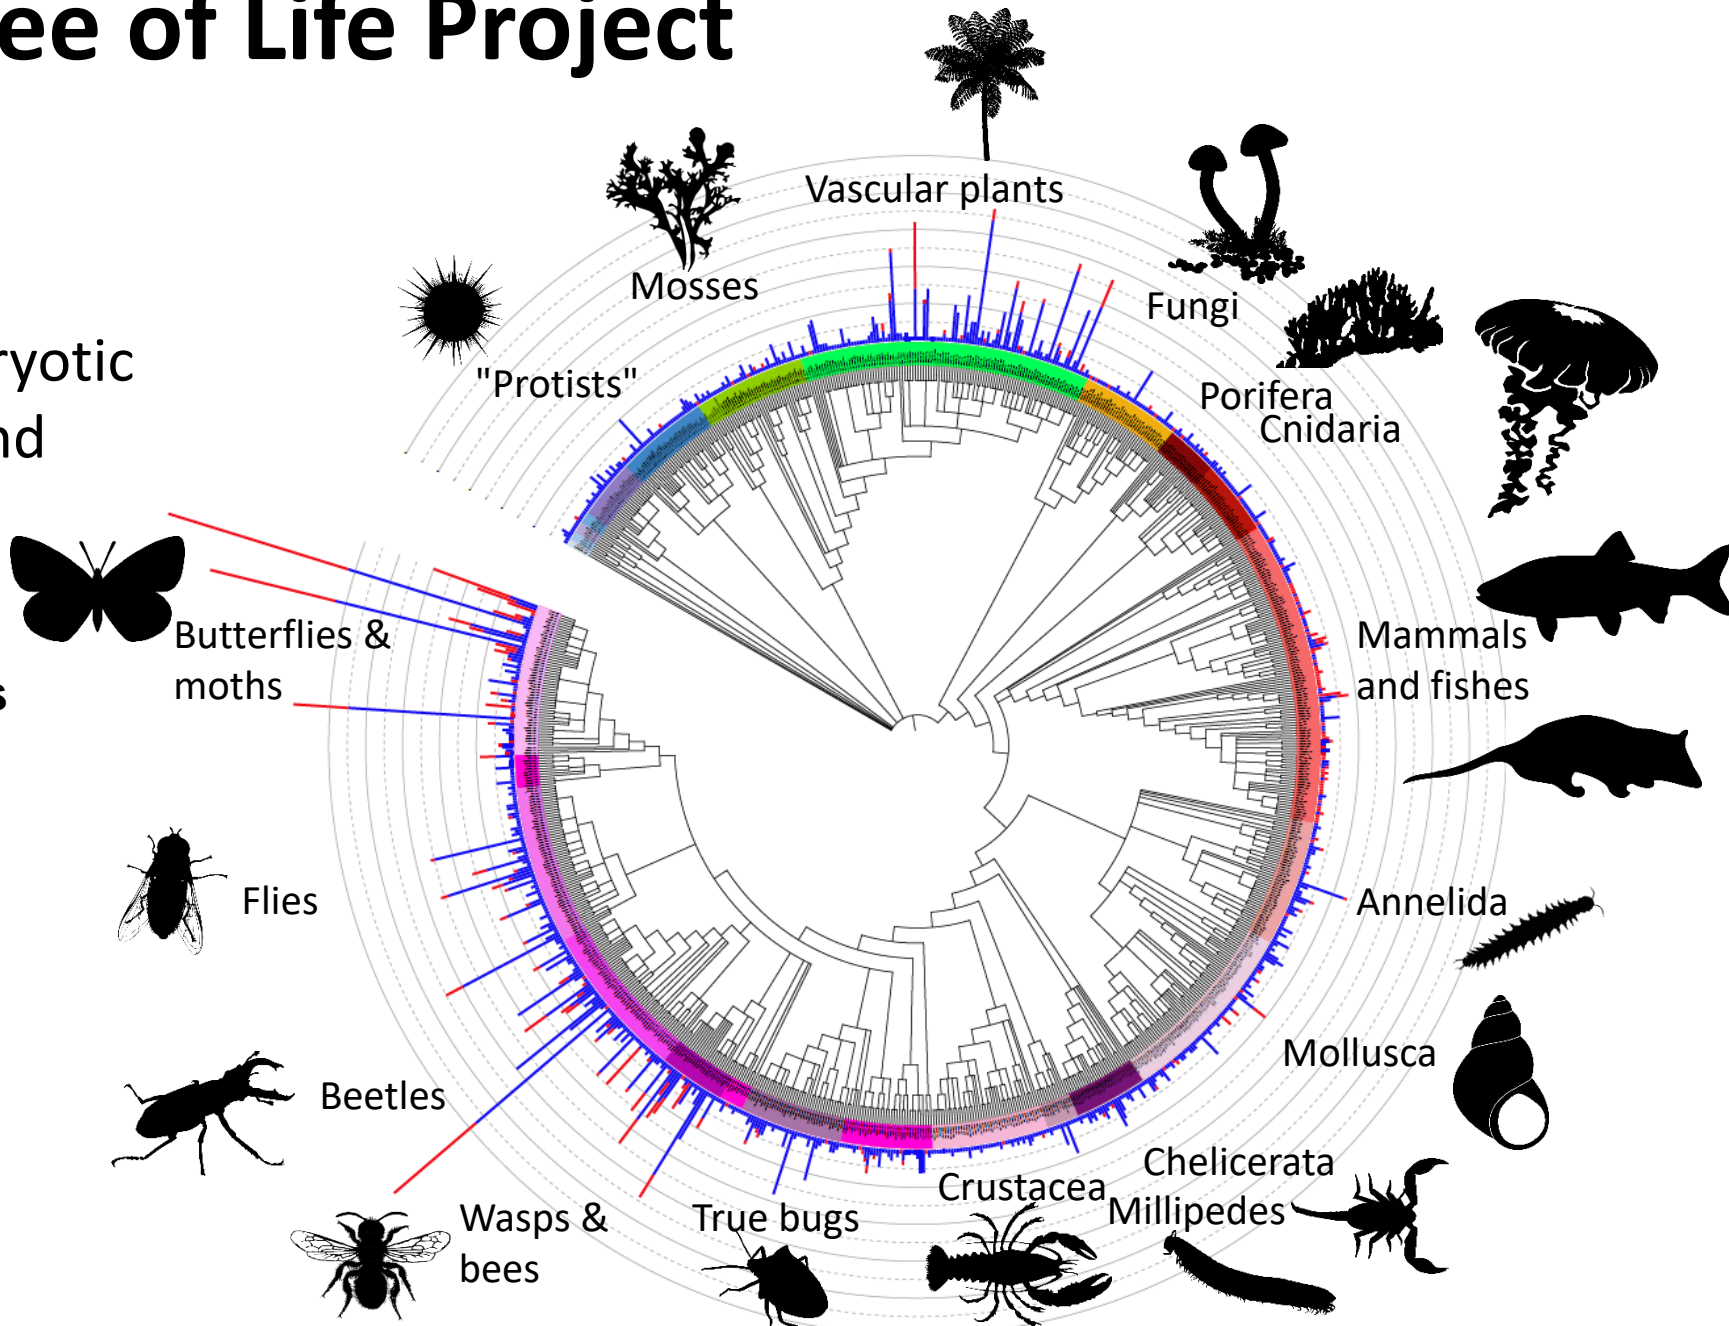 ee of Life Project
Vascular plants
Mosses
Fungi
"Protists"
ryotic
nd
Porifera
Cnidaria
Butterflies &
moths
s
Mammals
and fishes
Flies
Annelida
Beetles
Mollusca
Chelicerata
Crustacea
Millipedes
Wasps &
bees
True bugs